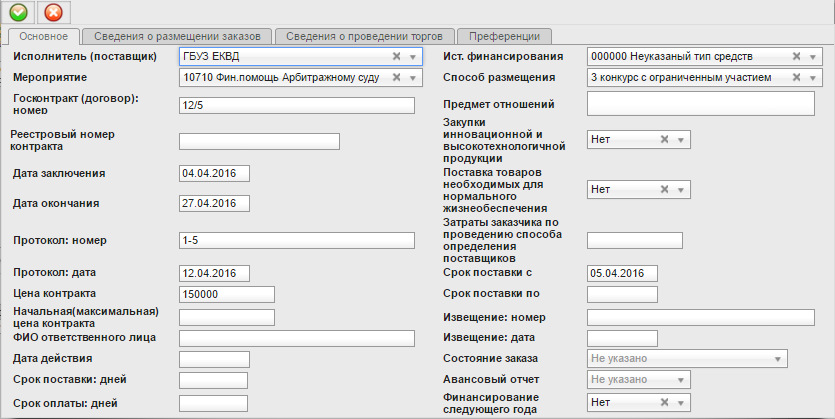 Основное
Сведения о размещении заказов
Сведения о проведении торгов
Преференции
Исполнитель (поставщик)
ГБУЗ ЕКВД
Мероприятие
10710 Фин.помощь Арбитражному суду
Госконтракт (договор):
номер
12/5
Реестровый номер
контракта
Дата заключения
04.04.2016
Дата окончания
27.04.2016
Протокол: номер
1-5
Протокол: дата
12.04.2016
Цена контракта
150000
Начальная(максимальная)
цена контракта
ФИО ответственного лица
Дата действия
Срок поставки: дней
Срок оплаты: дней
Ист. финансирования
000000 Неуказаный тип средств
Способ размещения
3 конкурс с ограниченным участием
Предмет отношений
Закупки
инновационной и
высокотехнологичной
продукции
Нет
Поставка товаров
необходимых для
нормального
жизнеобеспечения
Нет
Затраты заказчика по
проведению способа
определения
поставщиков
Срок поставки с
05.04.2016
Срок поставки по
Извещение: номер
Извещение: дата
Состояние заказа
Не указано
Авансовый отчет
Не указано
Финансирование
следующего года
Нет